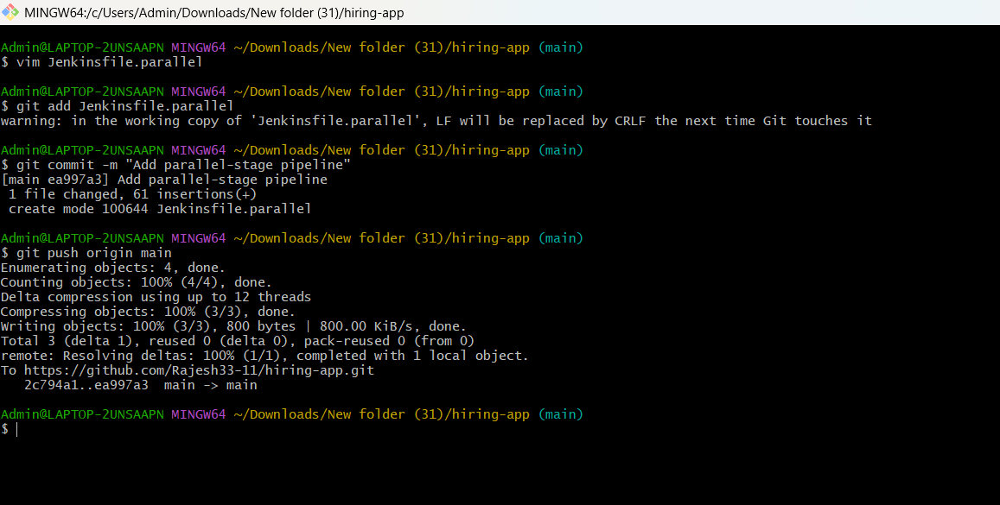 MINGW64:/c/Users/Admin/Downloads/New folder (31)/hiring-app
Admin@LAPTOP-2UNSAAPN MINGW64 ~/Downloads/New folder (31)/hiring-app (main)
$ vim Jenkinsfile.parallel
Admin@LAPTOP-2UNSAAPN MINGW64 ~/Downloads/New folder (31)/hiring-app (main)
$ git add Jenkinsfile.parallel
warning: in the working copy of 'Jenkinsfile.parallel', LF will be replaced by CRLF the next time Git touches it
Admin@LAPTOP-2UNSAAPN MINGW64 ~/Downloads/New folder (31)/hiring-app (main)
$ git commit -m "Add parallel-stage pipeline"
[main ea997a3] Add parallel-stage pipeline
 1 file changed, 61 insertions(+)
 create mode 100644 Jenkinsfile.parallel
Admin@LAPTOP-2UNSAAPN MINGW64 ~/Downloads/New folder (31)/hiring-app (main)
$ git push origin main
Enumerating objects: 4, done.
Counting objects: 100% (4/4), done.
Delta compression using up to 12 threads
Compressing objects: 100% (3/3), done.
Writing objects: 100% (3/3), 800 bytes | 800.00 KiB/s, done.
Total 3 (delta 1), reused 0 (delta 0), pack-reused 0 (from 0)
remote: Resolving deltas: 100% (1/1), completed with 1 local object.
To https://github.com/Rajesh33-11/hiring-app.git
   2c794a1..ea997a3  main -> main
Admin@LAPTOP-2UNSAAPN MINGW64 ~/Downloads/New folder (31)/hiring-app (main)
$